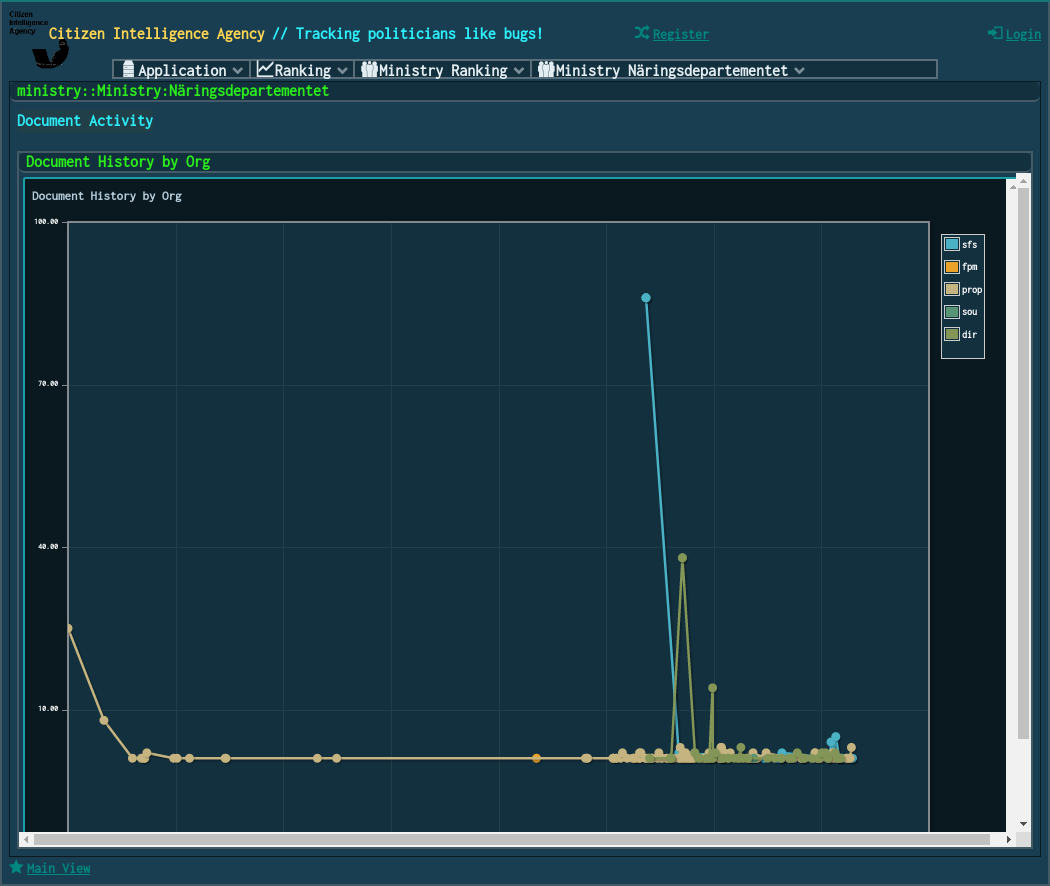 Citizen
Intelligence
Agency
Citizen Intelligence Agency // Tracking politicians like bugs!
Register
Login
Application
Ranking
Ministry Ranking
Ministry Näringsdepartementet
ministry::Ministry:Näringsdepartementet
Document Activity
Document History by Org
Document History by Org
100.00
70.00
40.00
10.00
sfs
fpm
prop
sou
dir
Main View